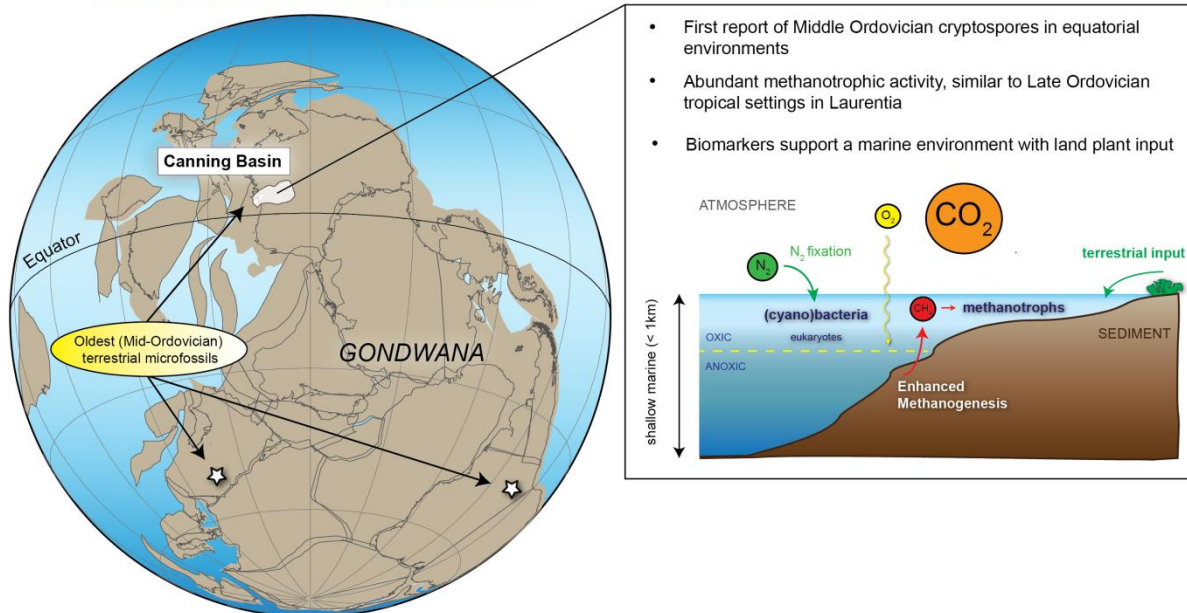 Canning Basin
Equator
Oldest (Mid-Ordovician)
terrestrial microfossils
GONDWANA
• First report of Middle Ordovician cryptospores in equatorial
environments
• Abundant methanotrophic activity, similar to Late Ordovician
tropical settings in Laurentia
• Biomarkers support a marine environment with land plant input
ATMOSPHERE
O₂
CO₂
N₂ fixation
N₂
terrestrial input
(cyano)bacteria
CH₄
methanotrophs
OXIC
eukaryotes
SEDIMENT
ANOXIC
Enhanced
Methanogenesis
shallow marine (< 1km)